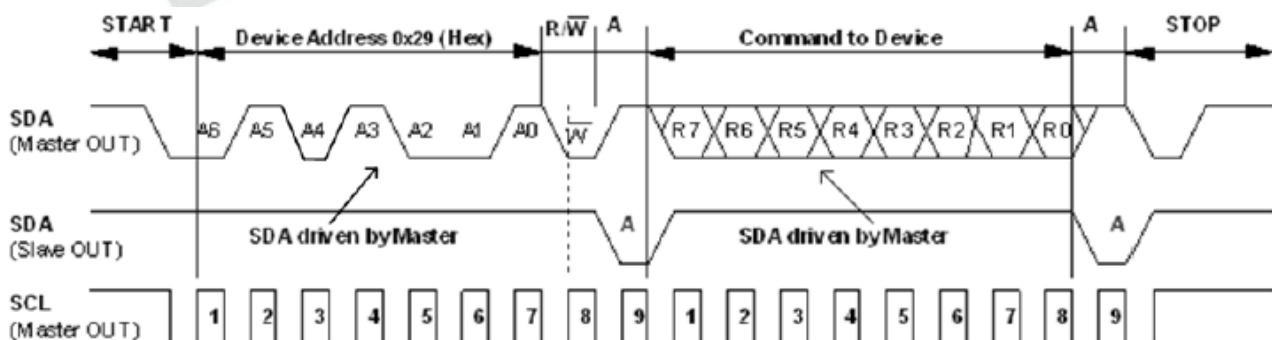 START Device Address 0x29 (Hex) R/W̅ A Command to Device A STOP
SDA A6 A5 A4 A3 A2 A1 A0 W̅ R7 R6 R5 R4 R3 R2 R1 R0
(Master OUT)
SDA SDA driven by Master A SDA driven by Master A
(Slave OUT)
SCL 1 2 3 4 5 6 7 8 9 1 2 3 4 5 6 7 8 9
(Master OUT)